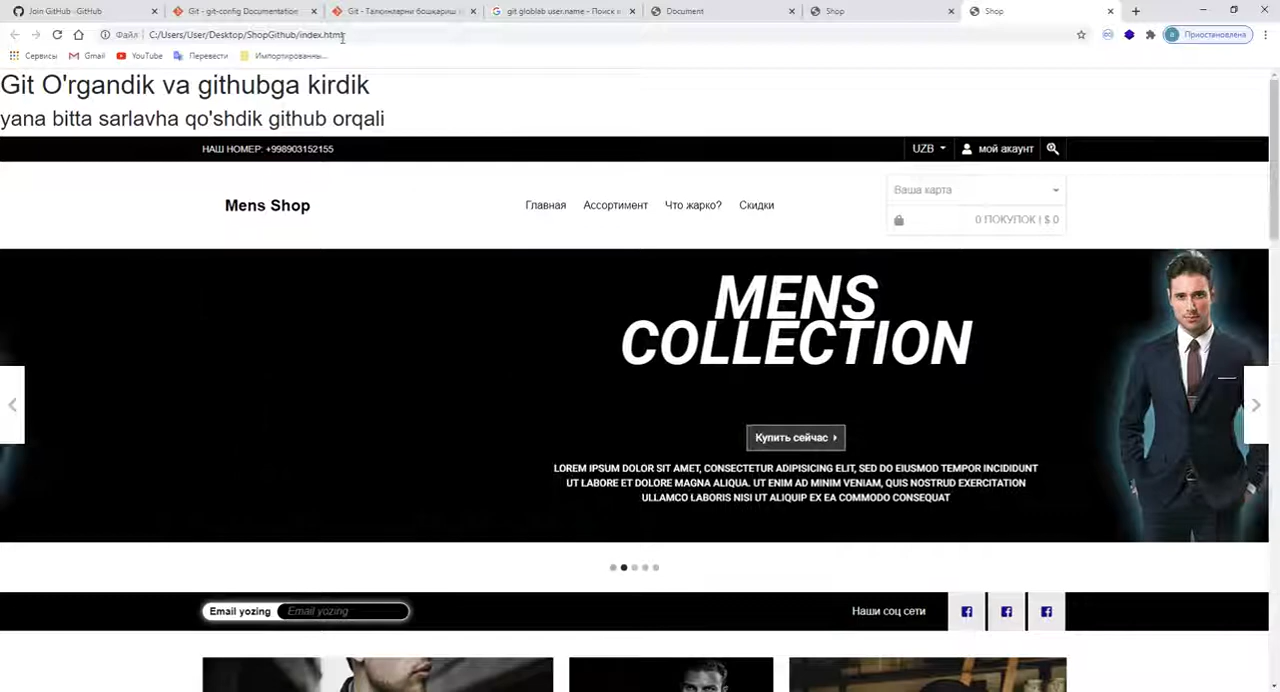 Join GitHub · GitHub
Git - git-config Documentation
Git - Тахюнларни бошқариш
git globlab user.name - Поиск
Document
Shop
Shop
Файл
C:/Users/User/Desktop/ShopGithub/index.html
Приостановлена
Сервисы
Gmail
YouTube
Перевести
Импортированны...
Git O'rgandik va githubga kirdik
yana bitta sarlavha qo'shdik github orqali
НАШ НОМЕР: +998903152155
UZB
мой акаунт
Mens Shop
Главная
Ассортимент
Что жарко?
Скидки
Ваша карта
0 ПОКУПОК | $ 0
MENS
COLLECTION
Купить сейчас
LOREM IPSUM DOLOR SIT AMET, CONSECTETUR ADIPISICING ELIT, SED DO EIUSMOD TEMPOR INCIDIDUNT
UT LABORE ET DOLORE MAGNA ALIQUA. UT ENIM AD MINIM VENIAM, QUIS NOSTRUD EXERCITATION
ULLAMCO LABORIS NISI UT ALIQUIP EX EA COMMODO CONSEQUAT
Email yozing
Email yozing
Наши соц сети